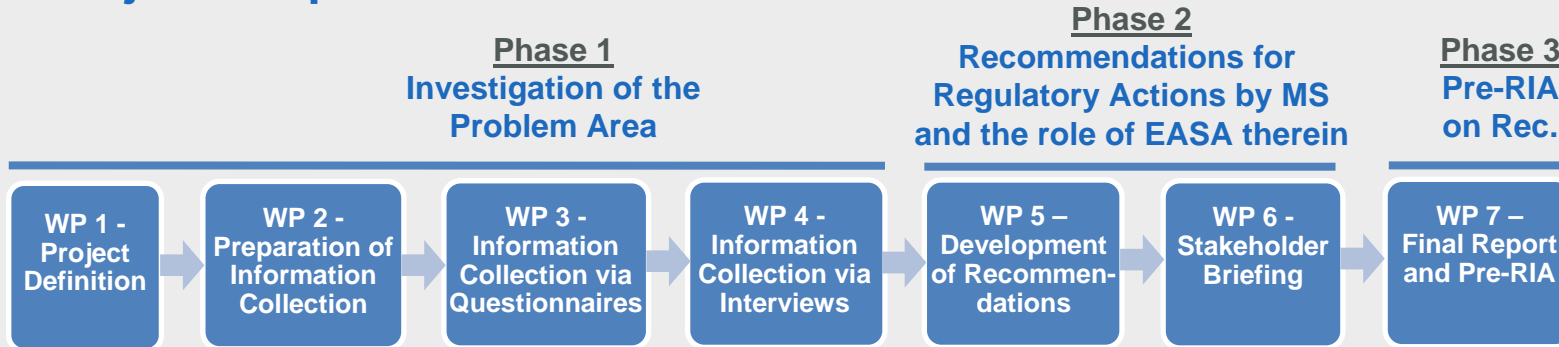 Phase 1
Investigation of the
Problem Area
Phase 2
Recommendations for
Regulatory Actions by MS
and the role of EASA therein
Phase 3
Pre-RIA
on Rec.
WP 1 -
Project
Definition
WP 2 -
Preparation of
Information
Collection
WP 3 -
Information
Collection via
Questionnaires
WP 4 -
Information
Collection via
Interviews
WP 5 –
Development
of Recommen-
dations
WP 6 -
Stakeholder
Briefing
WP 7 –
Final Report
and Pre-RIA